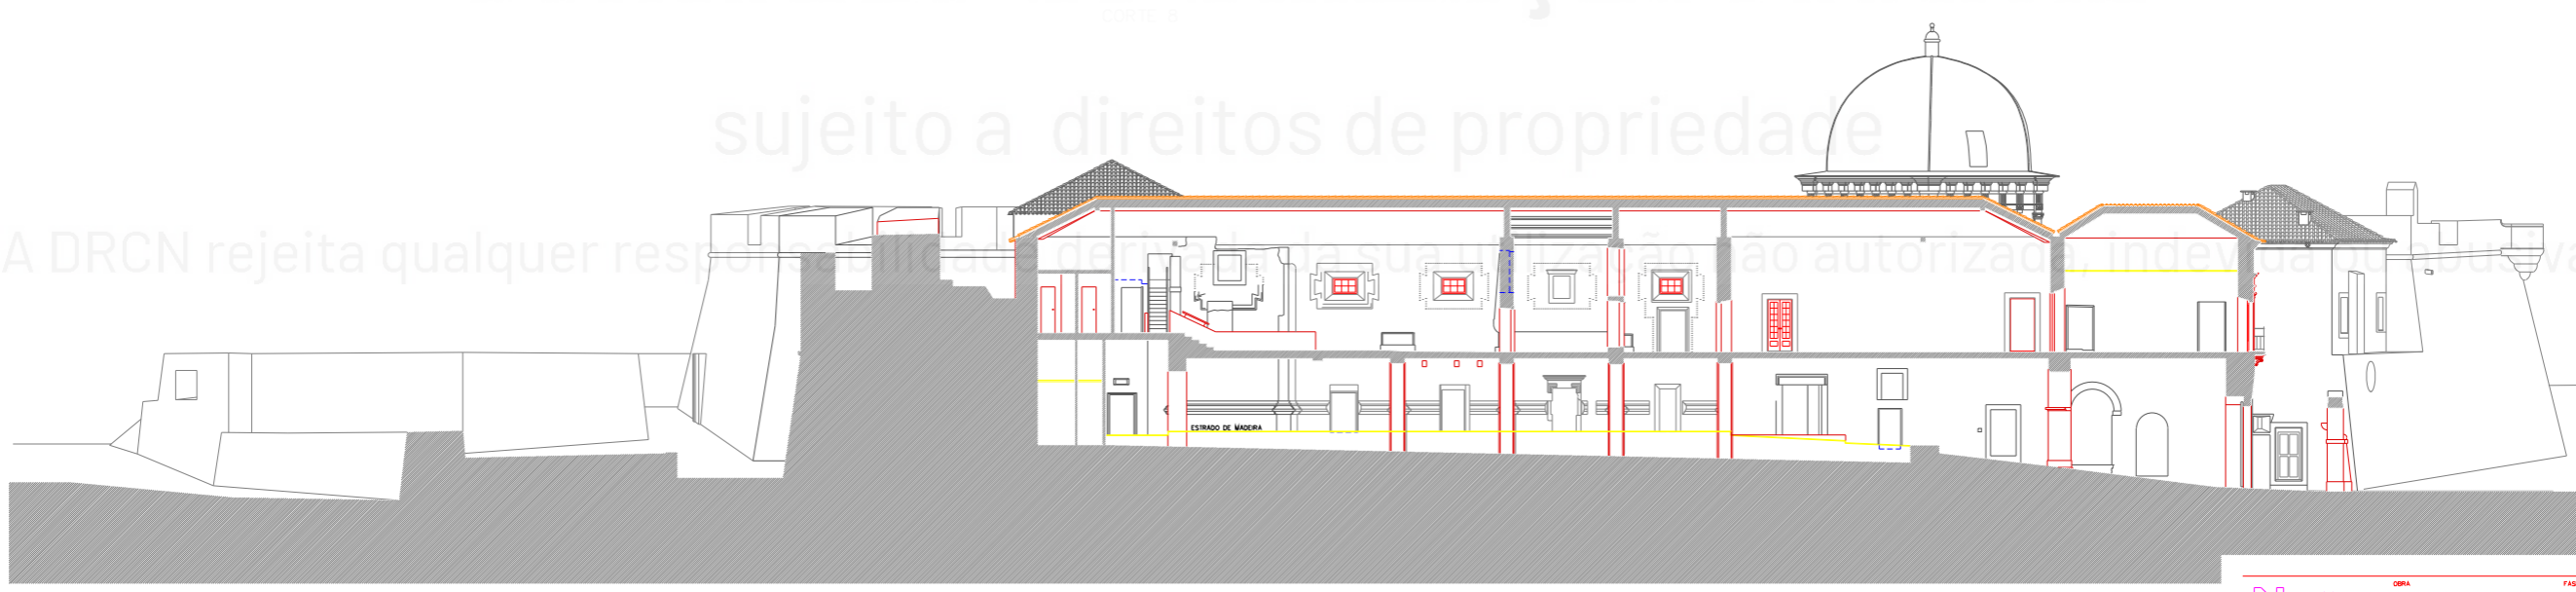 CORTE B
sujeito a direitos de propriedade
A DRCN rejeita qualquer responsabilidade derivada da sua utilização não autorizada, indevida ou abusiva
ESTRADO DE MADEIRA
OBRA
FAS